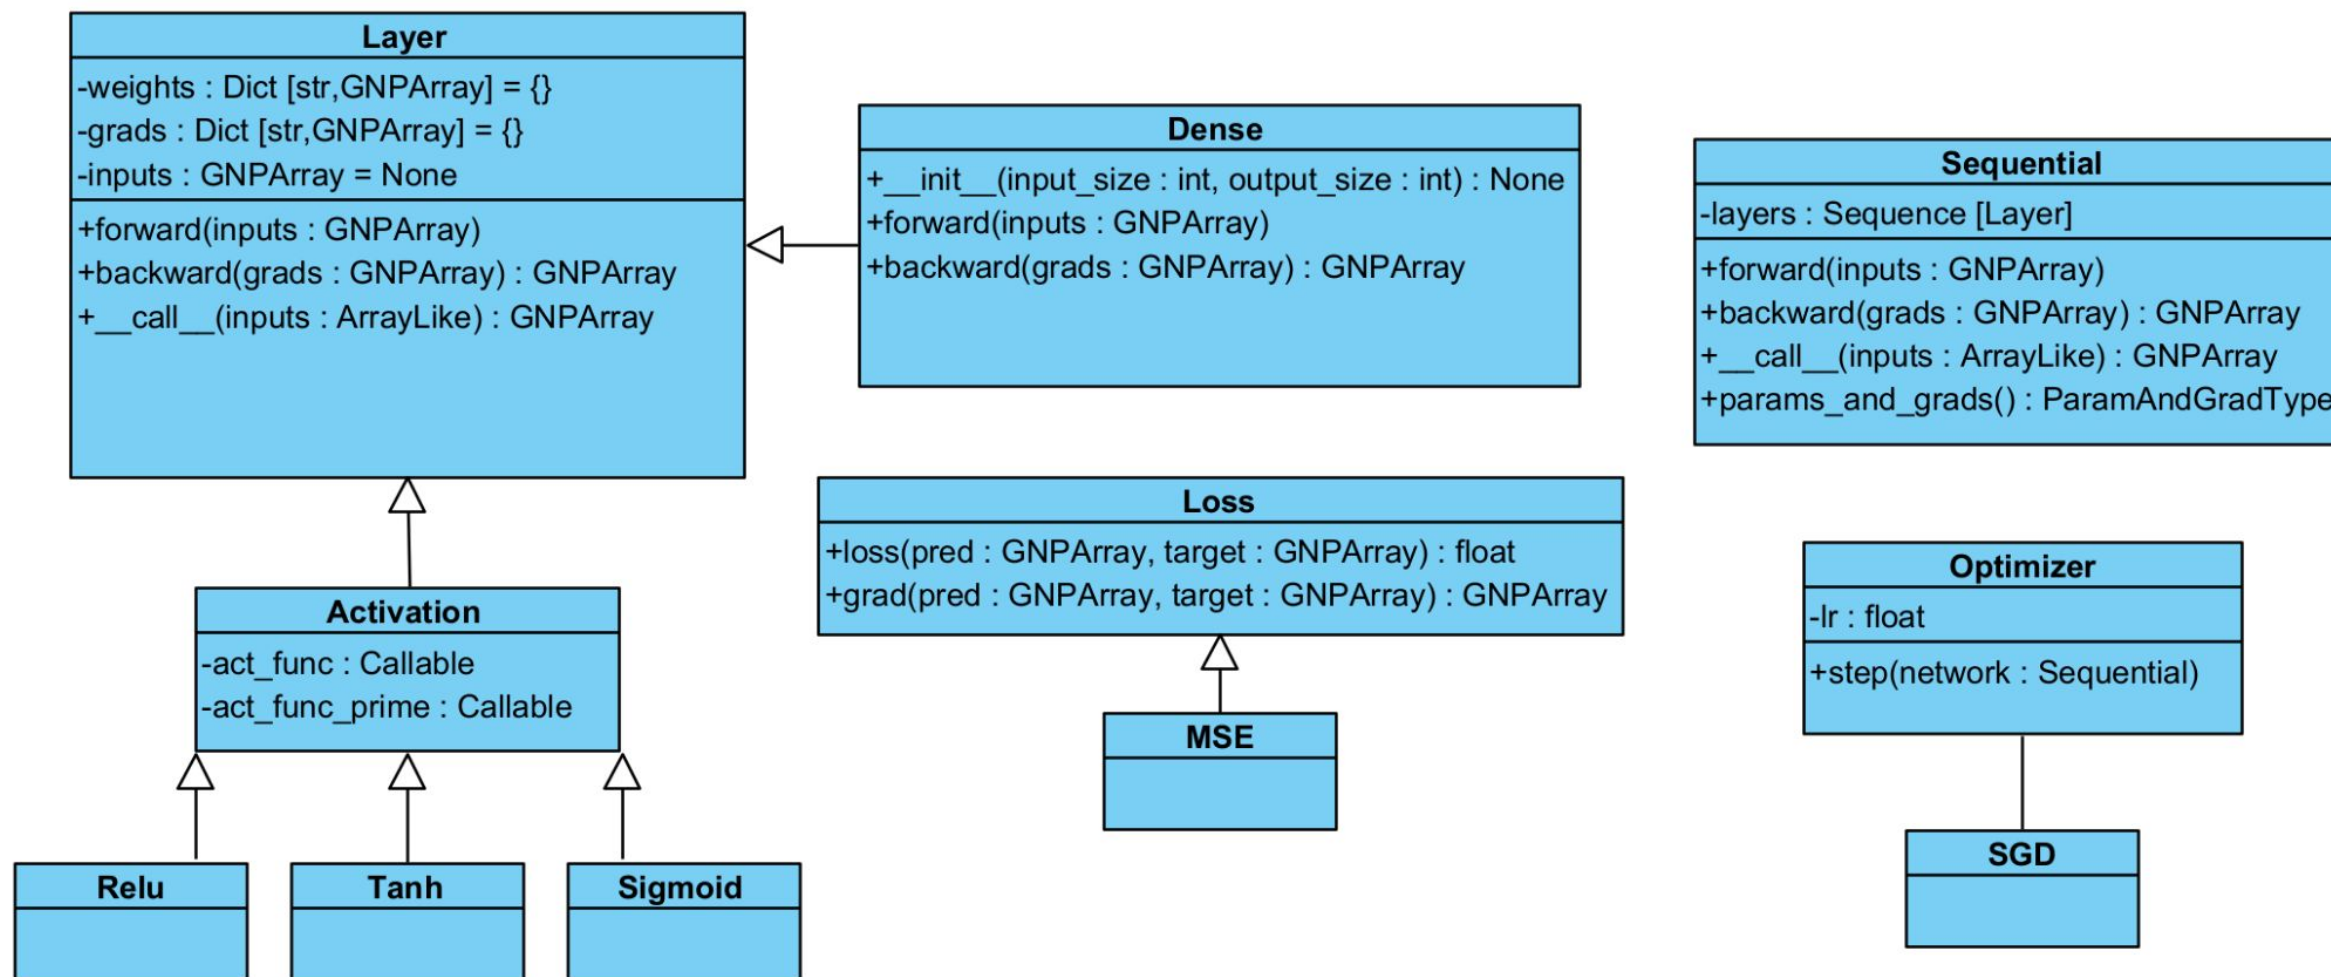 Layer
-weights : Dict [str,GNPArray] = {}
-grads : Dict [str,GNPArray] = {}
-inputs : GNPArray = None
+forward(inputs : GNPArray)
+backward(grads : GNPArray) : GNPArray
+__call__(inputs : ArrayLike) : GNPArray
Dense
+__init__(input_size : int, output_size : int) : None
+forward(inputs : GNPArray)
+backward(grads : GNPArray) : GNPArray
Sequential
-layers : Sequence [Layer]
+forward(inputs : GNPArray)
+backward(grads : GNPArray) : GNPArray
+__call__(inputs : ArrayLike) : GNPArray
+params_and_grads() : ParamAndGradType
Loss
+loss(pred : GNPArray, target : GNPArray) : float
+grad(pred : GNPArray, target : GNPArray) : GNPArray
Optimizer
-lr : float
+step(network : Sequential)
Activation
-act_func : Callable
-act_func_prime : Callable
MSE
SGD
Relu
Tanh
Sigmoid